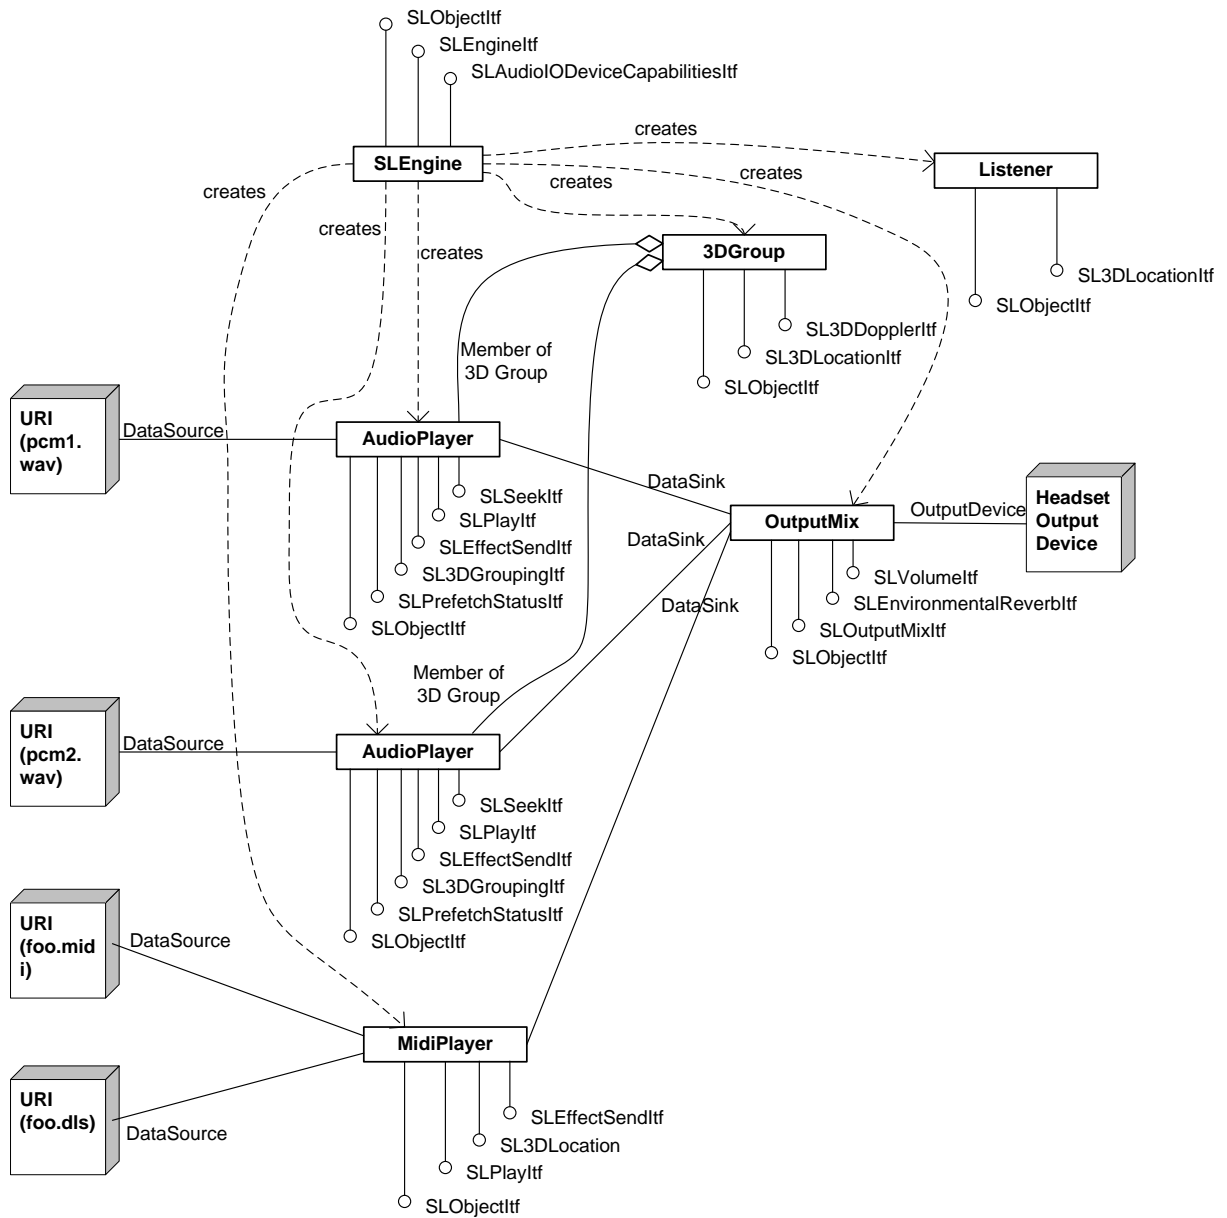 SLObjectItf
SLEngineItf
SLAudioIODeviceCapabilitiesItf
creates
SLEngine
Listener
creates
creates
creates
creates
creates
3DGroup
SL3DLocationItf
SLObjectItf
SL3DDopplerItf
SL3DLocationItf
SLObjectItf
Member of
3D Group
URI
(pcm1.
wav)
DataSource
AudioPlayer
DataSink
SLSeekItf
SLPlayItf
SLEffectSendItf
SL3DGroupingItf
SLPrefetchStatusItf
SLObjectItf
DataSink
DataSink
OutputMix
OutputDevice
Headset
Output
Device
SLVolumeItf
SLEnvironmentalReverbItf
SLOutputMixItf
SLObjectItf
Member of
3D Group
URI
(pcm2.
wav)
DataSource
AudioPlayer
SLSeekItf
SLPlayItf
SLEffectSendItf
SL3DGroupingItf
SLPrefetchStatusItf
SLObjectItf
URI
(foo.mid
i)
DataSource
MidiPlayer
URI
(foo.dls)
DataSource
SLEffectSendItf
SL3DLocation
SLPlayItf
SLObjectItf